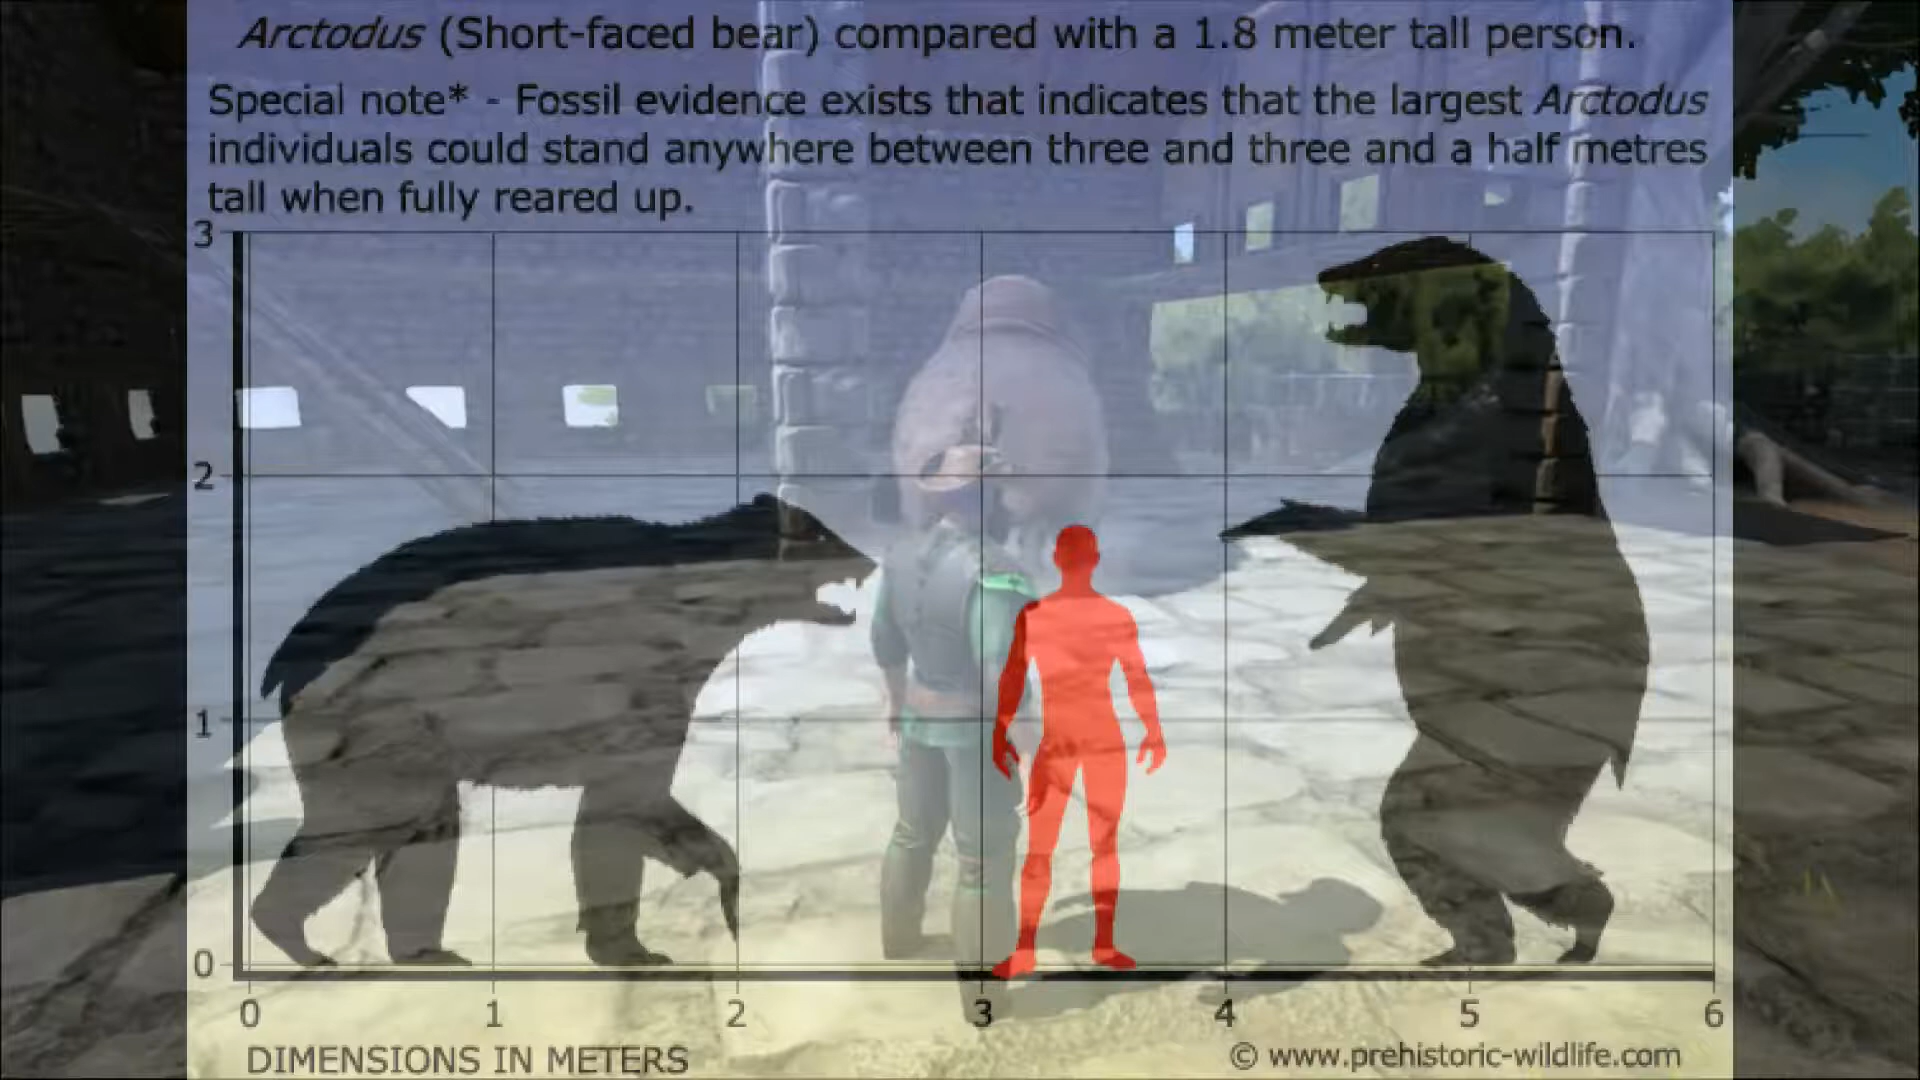 Arctodus (Short-faced bear) compared with a 1.8 meter tall person.
Special note* - Fossil evidence exists that indicates that the largest Arctodus
individuals could stand anywhere between three and three and a half metres
tall when fully reared up.
3
2
1
0
0 1 2 3 4 5 6
DIMENSIONS IN METERS
© www.prehistoric-wildlife.com